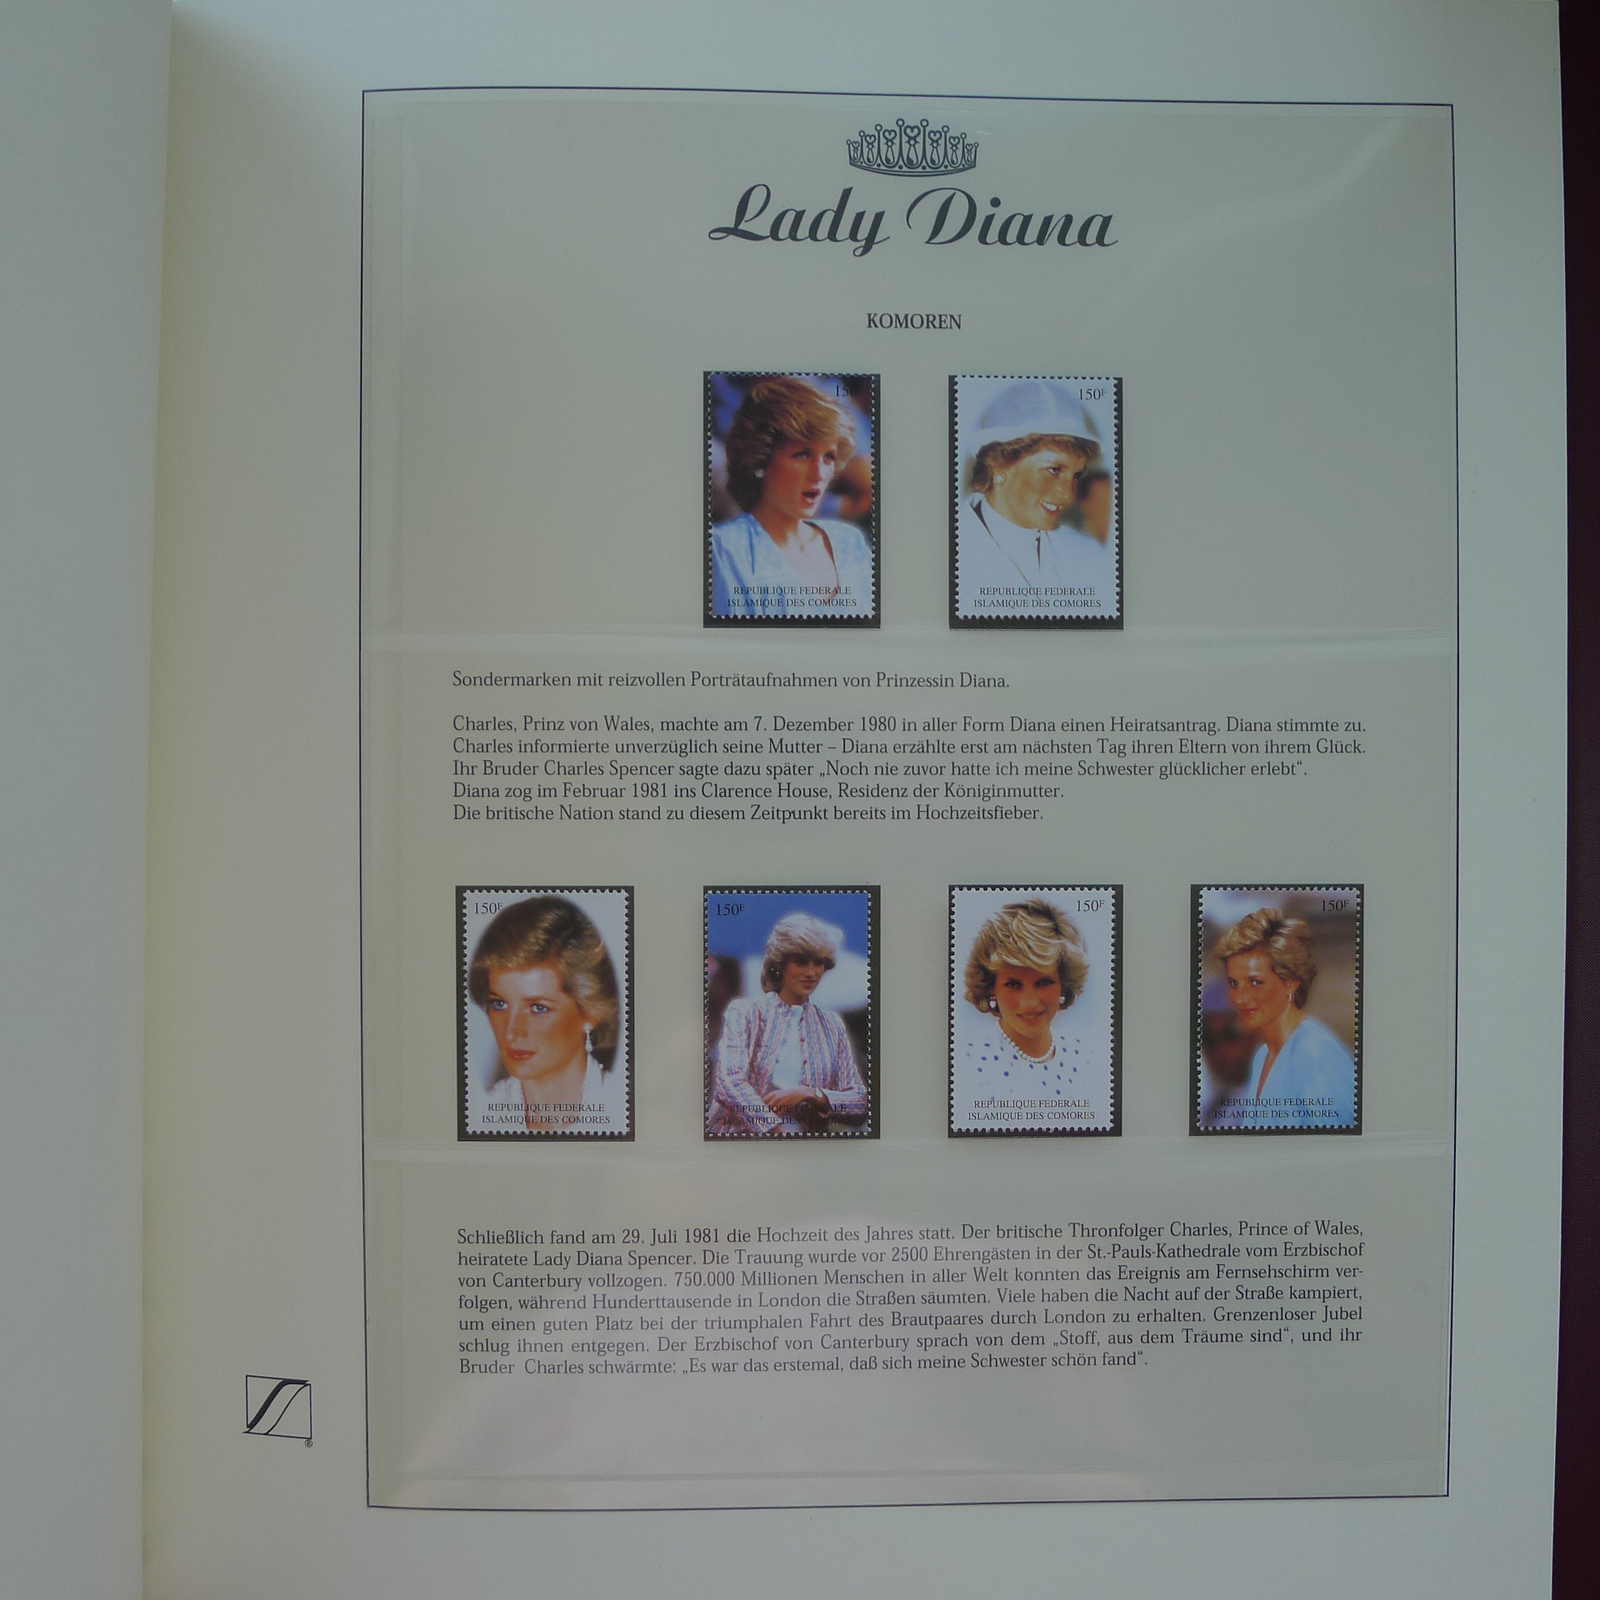 Lady Diana
KOMOREN
150F
150F
REPUBLIQUE FEDERALE
ISLAMIQUE DES COMORES
REPUBLIQUE FEDERALE
ISLAMIQUE DES COMORES
Sondermarken mit reizvollen Porträtaufnahmen von Prinzessin Diana.
Charles, Prinz von Wales, machte am 7. Dezember 1980 in aller Form Diana einen Heiratsantrag. Diana stimmte zu.
Charles informierte unverzüglich seine Mutter – Diana erzählte erst am nächsten Tag ihren Eltern von ihrem Glück.
Ihr Bruder Charles Spencer sagte dazu später „Noch nie zuvor hatte ich meine Schwester glücklicher erlebt“.
Diana zog im Februar 1981 ins Clarence House, Residenz der Königinmutter.
Die britische Nation stand zu diesem Zeitpunkt bereits im Hochzeitsfieber.
150F
150F
150F
150F
REPUBLIQUE FEDERALE
ISLAMIQUE DES COMORES
REPUBLIQUE FEDERALE
ISLAMIQUE DES COMORES
REPUBLIQUE FEDERALE
ISLAMIQUE DES COMORES
REPUBLIQUE FEDERALE
ISLAMIQUE DES COMORES
Schließlich fand am 29. Juli 1981 die Hochzeit des Jahres statt. Der britische Thronfolger Charles, Prince of Wales,
heiratete Lady Diana Spencer. Die Trauung wurde vor 2500 Ehrengästen in der St.-Pauls-Kathedrale vom Erzbischof
von Canterbury vollzogen. 750.000 Millionen Menschen in aller Welt konnten das Ereignis am Fernsehschirm ver-
folgen, während Hunderttausende in London die Straßen säumten. Viele haben die Nacht auf der Straße kampiert,
um einen guten Platz bei der triumphalen Fahrt des Brautpaares durch London zu erhalten. Grenzenloser Jubel
schlug ihnen entgegen. Der Erzbischof von Canterbury sprach von dem „Stoff, aus dem Träume sind“, und ihr
Bruder Charles schwärmte: „Es war das erstemal, daß sich meine Schwester schön fand“.
®